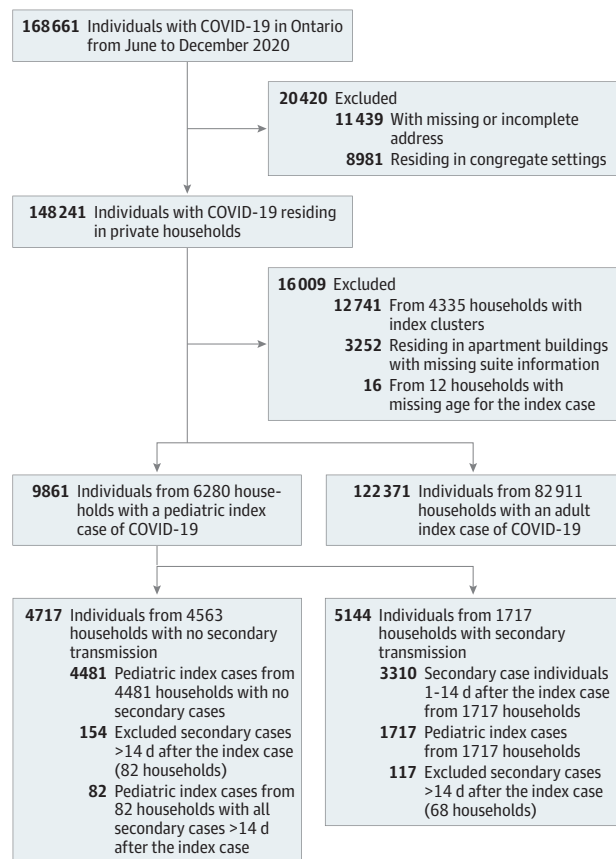 168661 Individuals with COVID-19 in Ontario
from June to December 2020
20420 Excluded
11439 With missing or incomplete
address
8981 Residing in congregate settings
148241 Individuals with COVID-19 residing
in private households
16009 Excluded
12741 From 4335 households with
index clusters
3252 Residing in apartment buildings
with missing suite information
16 From 12 households with
missing age for the index case
9861 Individuals from 6280 house-
holds with a pediatric index
case of COVID-19
122371 Individuals from 82911
households with an adult
index case of COVID-19
4717 Individuals from 4563
households with no secondary
transmission
4481 Pediatric index cases from
4481 households with no
secondary cases
154 Excluded secondary cases
>14 d after the index case
(82 households)
82 Pediatric index cases from
82 households with all
secondary cases >14 d
after the index case
5144 Individuals from 1717
households with secondary
transmission
3310 Secondary case individuals
1-14 d after the index case
from 1717 households
1717 Pediatric index cases
from 1717 households
117 Excluded secondary cases
>14 d after the index case
(68 households)